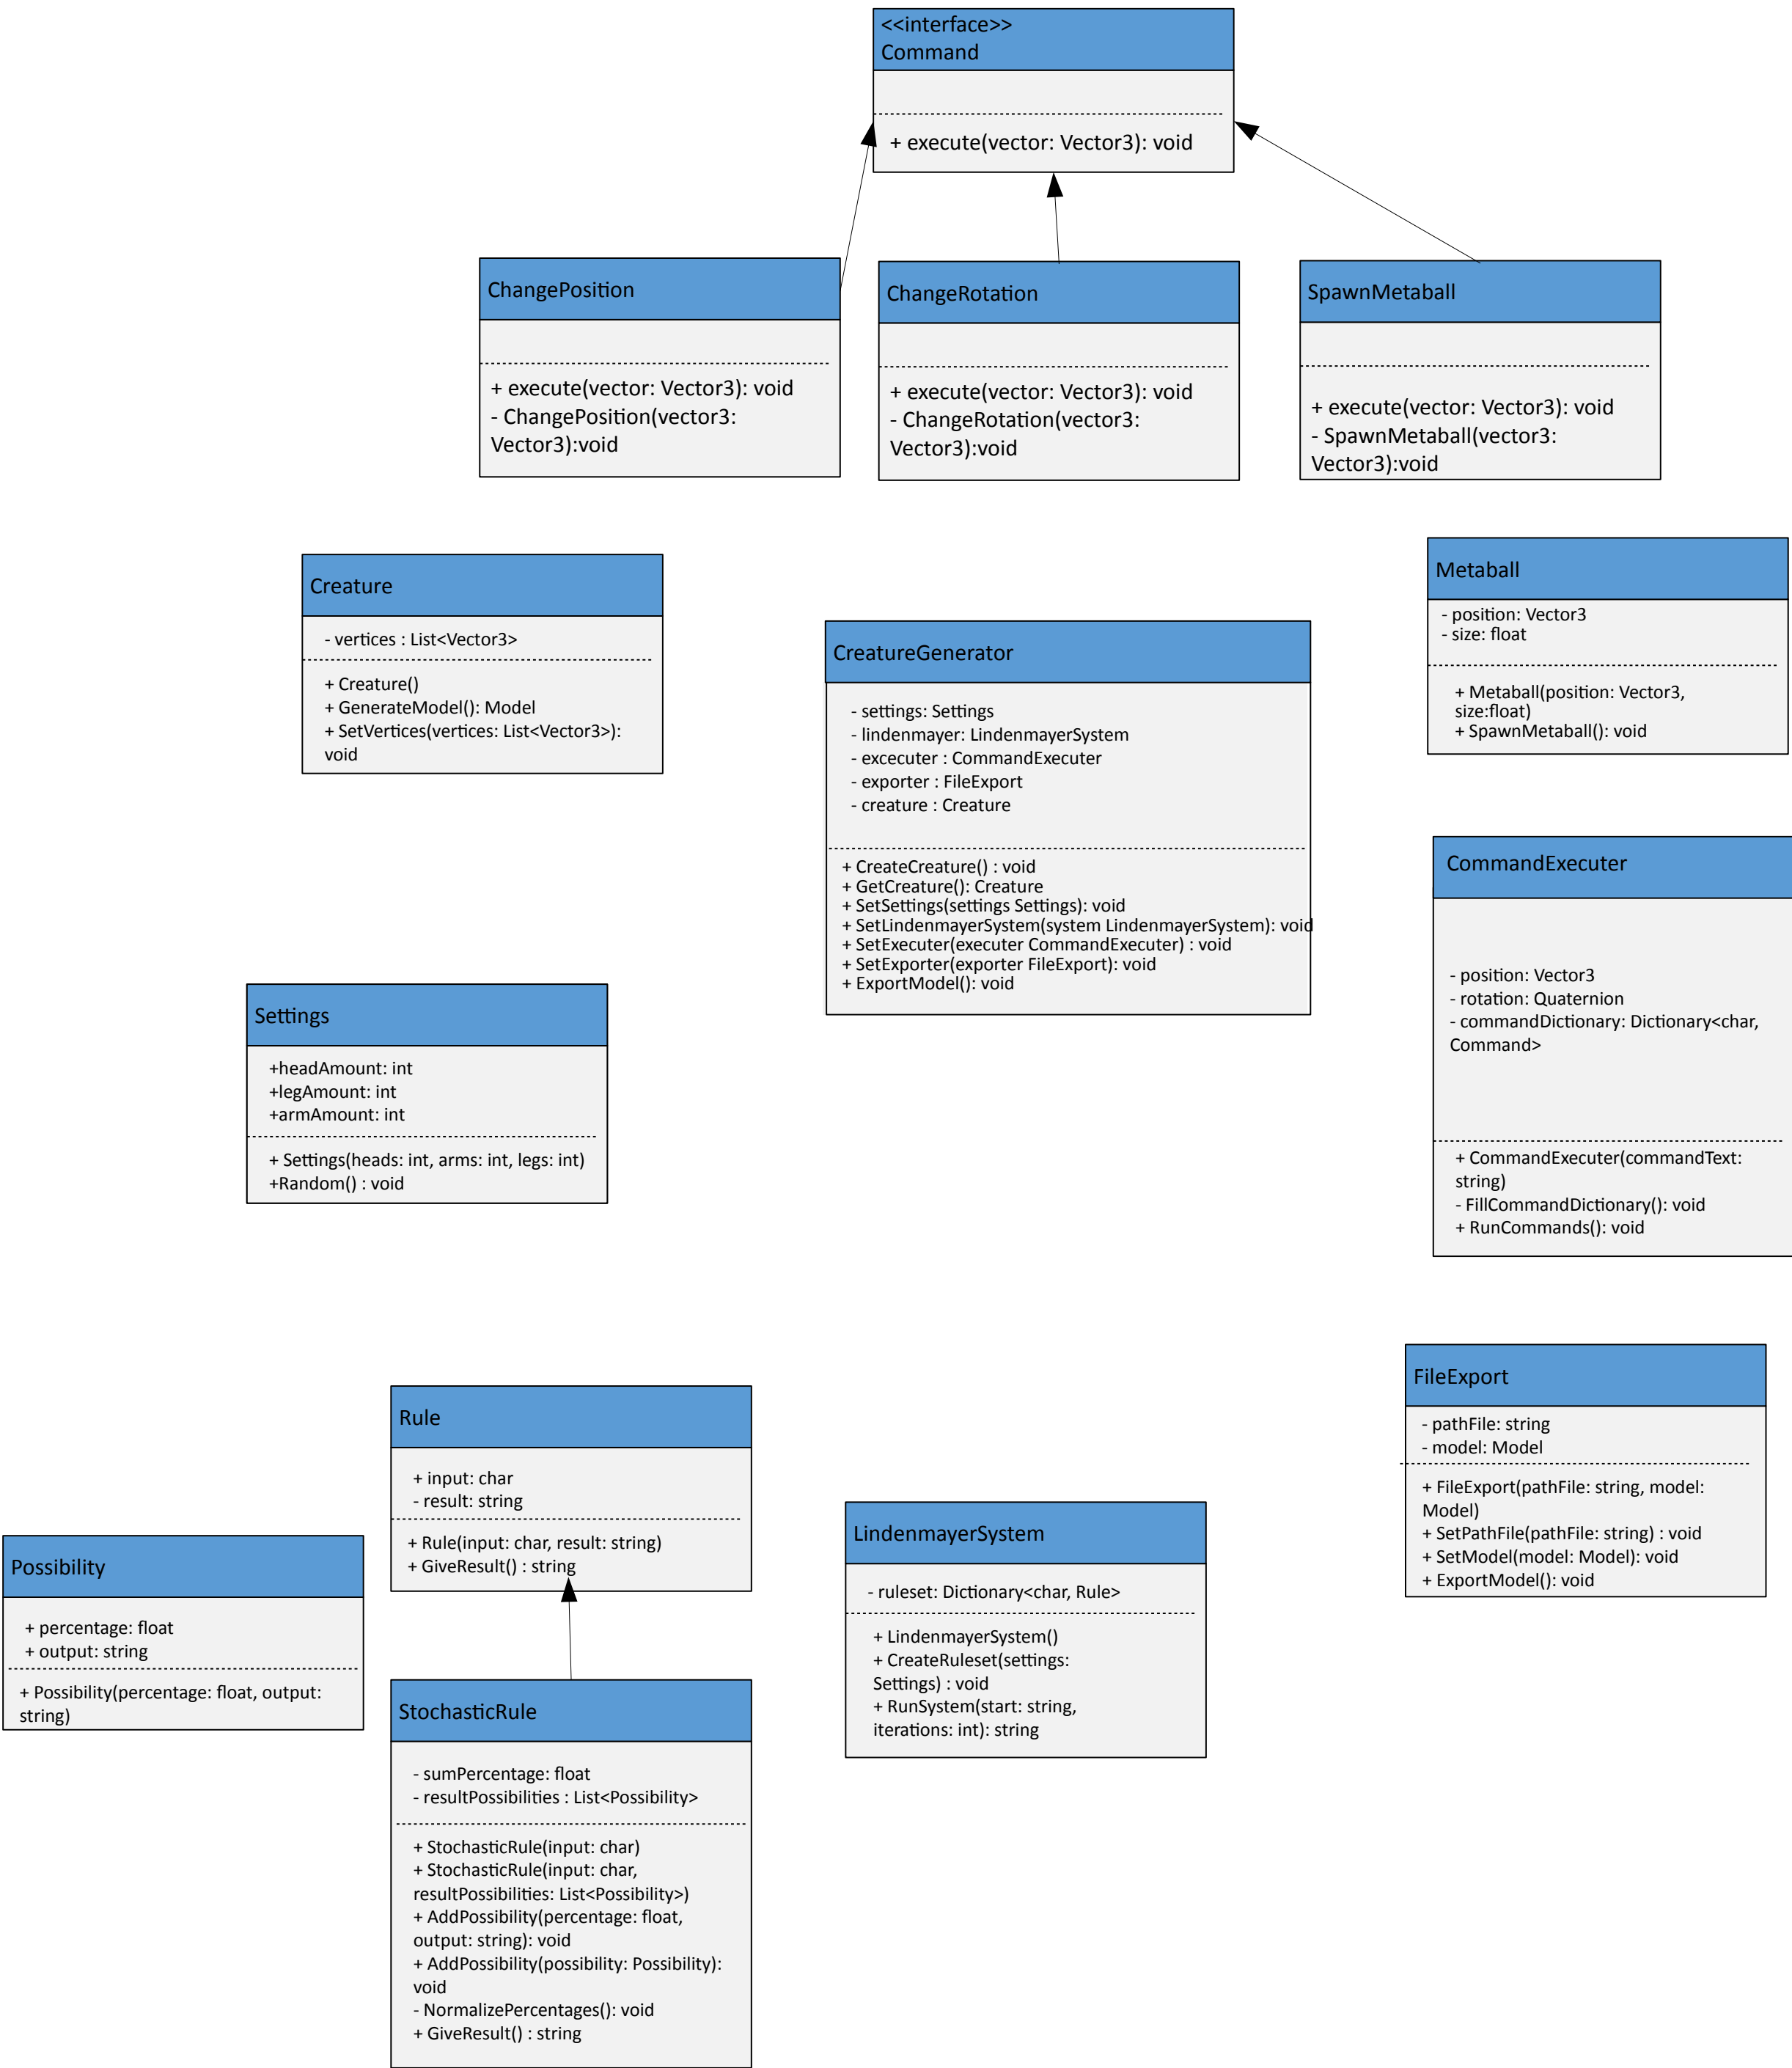 <<interface>>
Command
+ execute(vector: Vector3): void
ChangePosition
+ execute(vector: Vector3): void
- ChangePosition(vector3:
Vector3):void
ChangeRotation
+ execute(vector: Vector3): void
- ChangeRotation(vector3:
Vector3):void
SpawnMetaball
+ execute(vector: Vector3): void
- SpawnMetaball(vector3:
Vector3):void
Creature
- vertices : List<Vector3>
+ Creature()
+ GenerateModel(): Model
+ SetVertices(vertices: List<Vector3>):
void
CreatureGenerator
- settings: Settings
- lindenmayer: LindenmayerSystem
- excecuter : CommandExecuter
- exporter : FileExport
- creature : Creature
+ CreateCreature() : void
+ GetCreature(): Creature
+ SetSettings(settings Settings): void
+ SetLindenmayerSystem(system LindenmayerSystem): void
+ SetExecuter(executer CommandExecuter) : void
+ SetExporter(exporter FileExport): void
+ ExportModel(): void
Metaball
- position: Vector3
- size: float
+ Metaball(position: Vector3,
size:float)
+ SpawnMetaball(): void
CommandExecuter
- position: Vector3
- rotation: Quaternion
- commandDictionary: Dictionary<char,
Command>
+ CommandExecuter(commandText:
string)
- FillCommandDictionary(): void
+ RunCommands(): void
Settings
+headAmount: int
+legAmount: int
+armAmount: int
+ Settings(heads: int, arms: int, legs: int)
+Random() : void
FileExport
- pathFile: string
- model: Model
+ FileExport(pathFile: string, model:
Model)
+ SetPathFile(pathFile: string) : void
+ SetModel(model: Model): void
+ ExportModel(): void
Rule
+ input: char
- result: string
+ Rule(input: char, result: string)
+ GiveResult() : string
LindenmayerSystem
- ruleset: Dictionary<char, Rule>
+ LindenmayerSystem()
+ CreateRuleset(settings:
Settings) : void
+ RunSystem(start: string,
iterations: int): string
Possibility
+ percentage: float
+ output: string
+ Possibility(percentage: float, output:
string)
StochasticRule
- sumPercentage: float
- resultPossibilities : List<Possibility>
+ StochasticRule(input: char)
+ StochasticRule(input: char,
resultPossibilities: List<Possibility>)
+ AddPossibility(percentage: float,
output: string): void
+ AddPossibility(possibility: Possibility):
void
- NormalizePercentages(): void
+ GiveResult() : string